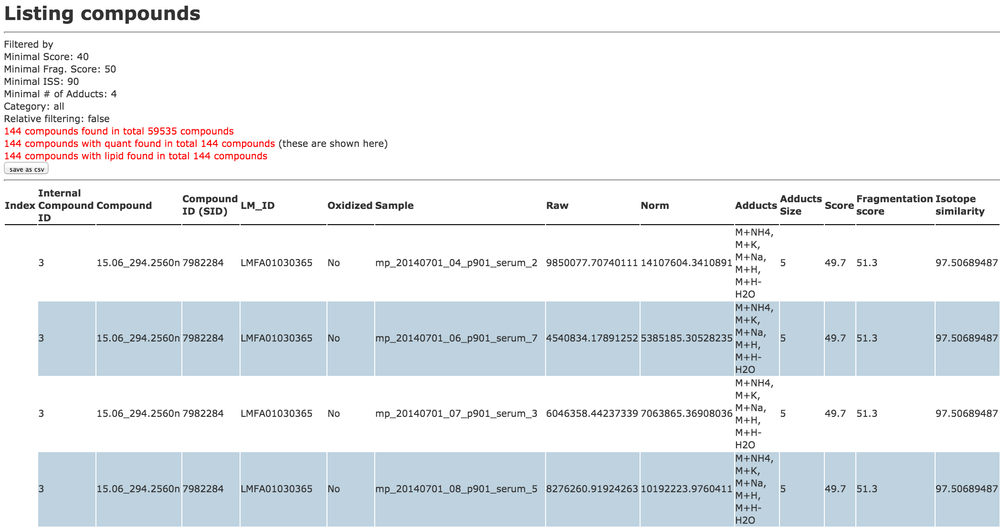 Listing compounds
Filtered by
Minimal Score: 40
Minimal Frag. Score: 50
Minimal ISS: 90
Minimal # of Adducts: 4
Category: all
Relative filtering: false
144 compounds found in total 59535 compounds
144 compounds with quant found in total 144 compounds (these are shown here)
144 compounds with lipid found in total 144 compounds
save as csv
Index Internal Compound ID Compound Compound ID (SID) LM_ID Oxidized Sample Raw Norm Adducts Adducts Size Score Fragmentation score Isotope similarity
3 15.06_294.2560n 7982284 LMFA01030365 No mp_20140701_04_p901_serum_2 9850077.70740111 14107604.3410891 M+NH4, M+K, M+Na, M+H, M+H-H2O 5 49.7 51.3 97.50689487
3 15.06_294.2560n 7982284 LMFA01030365 No mp_20140701_06_p901_serum_7 4540834.17891252 5385185.30528235 M+NH4, M+K, M+Na, M+H, M+H-H2O 5 49.7 51.3 97.50689487
3 15.06_294.2560n 7982284 LMFA01030365 No mp_20140701_07_p901_serum_3 6046358.44237339 7063865.36908036 M+NH4, M+K, M+Na, M+H, M+H-H2O 5 49.7 51.3 97.50689487
3 15.06_294.2560n 7982284 LMFA01030365 No mp_20140701_08_p901_serum_5 8276260.91924263 10192223.9760411 M+NH4, M+K, M+Na, M+H, M+H-H2O 5 49.7 51.3 97.50689487